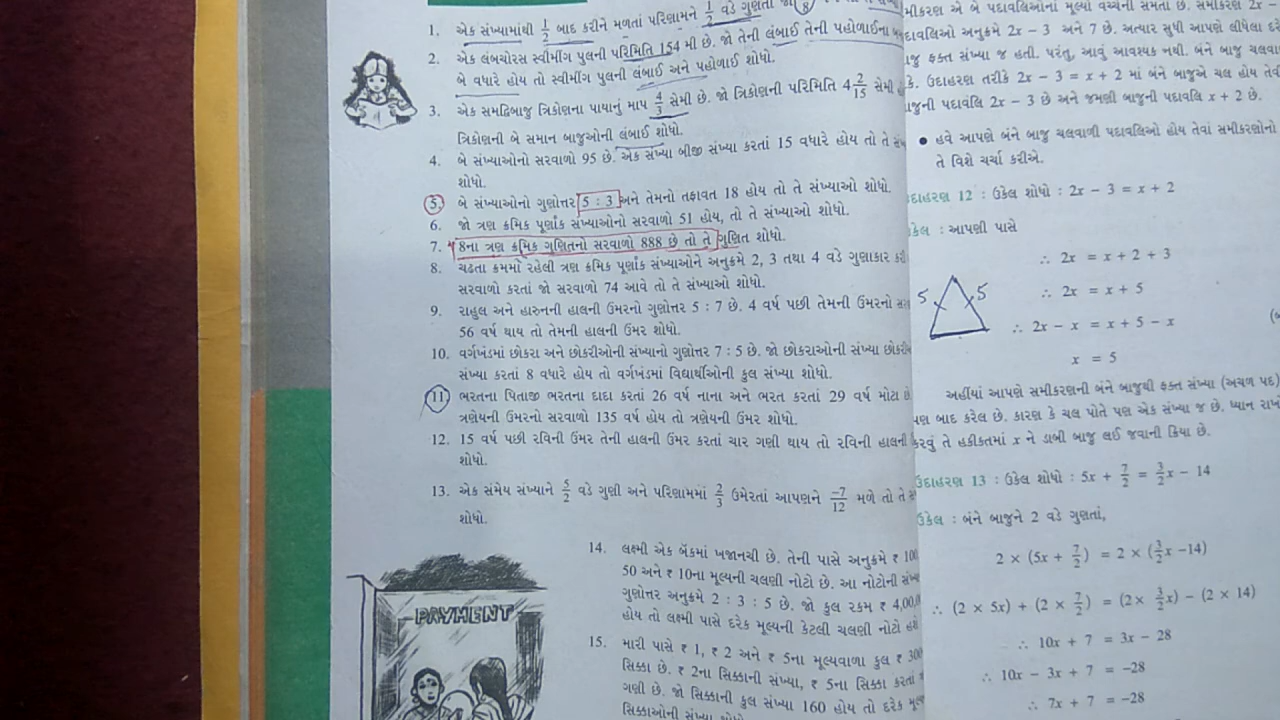 1. એક સંખ્યામાંથી 1/2 બાદ કરીને મળતાં પરિણામને 1/2 વડે ગુણતાં
2. એક લંબચોરસ સ્વીમીંગ પુલની પરિમિતિ 154 મી છે. જો તેની લંબાઈ તેની પહોળાઈના
બે વધારે હોય તો સ્વીમીંગ પુલની લંબાઈ અને પહોળાઈ શોધો.
3. એક સમદ્વિબાજુ ત્રિકોણના પાયાનું માપ 4/3 સેમી છે. જો ત્રિકોણની પરિમિતિ 4 2/15 સેમી
ત્રિકોણની બે સમાન બાજુઓની લંબાઈ શોધો.
4. બે સંખ્યાઓનો સરવાળો 95 છે. એક સંખ્યા બીજી સંખ્યા કરતાં 15 વધારે હોય તો તે
શોધો.
5. બે સંખ્યાઓનો ગુણોત્તર 5 : 3 અને તેમનો તફાવત 18 હોય તો તે સંખ્યાઓ શોધો.
6. જો ત્રણ ક્રમિક પૂર્ણાંક સંખ્યાઓનો સરવાળો 51 હોય, તો તે સંખ્યાઓ શોધો.
7. 8ના ત્રણ ક્રમિક ગુણિતનો સરવાળો 888 છે તો તે ગુણિત શોધો.
8. ચઢતા ક્રમમાં રહેલી ત્રણ ક્રમિક પૂર્ણાંક સંખ્યાઓને અનુક્રમે 2, 3 તથા 4 વડે ગુણાકાર કરી
સરવાળો કરતાં જો સરવાળો 74 આવે તો તે સંખ્યાઓ શોધો.
9. રાહુલ અને હારુનની હાલની ઉંમરનો ગુણોત્તર 5 : 7 છે. 4 વર્ષ પછી તેમની ઉંમરનો
56 વર્ષ થાય તો તેમની હાલની ઉંમર શોધો.
10. વર્ગખંડમાં છોકરા અને છોકરીઓની સંખ્યાનો ગુણોત્તર 7 : 5 છે. જો છોકરાઓની સંખ્યા
સંખ્યા કરતાં 8 વધારે હોય તો વર્ગખંડમાં વિદ્યાર્થીઓની કુલ સંખ્યા શોધો.
11 ભરતના પિતાજી ભરતના દાદા કરતાં 26 વર્ષ નાના અને ભરત કરતાં 29 વર્ષ મોટા
ત્રણેયની ઉંમરનો સરવાળો 135 વર્ષ હોય તો ત્રણેયની ઉંમર શોધો.
12. 15 વર્ષ પછી રવિની ઉંમર તેની હાલની ઉંમર કરતાં ચાર ગણી થાય તો રવિની હાલની
શોધો.
13. એક સંમેય સંખ્યાને 5/2 વડે ગુણી અને પરિણામમાં 2/3 ઉમેરતાં આપણને -7/12 મળે તો તે
શોધો.
14. લક્ષ્મી એક બૅંકમાં ખજાનચી છે. તેની પાસે અનુક્રમે ₹ 100
50 અને ₹ 10ના મૂલ્યની ચલણી નોટો છે. આ નોટોની
ગુણોત્તર અનુક્રમે 2 : 3 : 5 છે. જો કુલ રકમ ₹ 4,00,0
હોય તો લક્ષ્મી પાસે દરેક મૂલ્યની કેટલી ચલણી નોટો
15. મારી પાસે ₹ 1, ₹ 2 અને ₹ 5ના મૂલ્યવાળા કુલ ₹ 300
સિક્કા છે. ₹ 2ના સિક્કાની સંખ્યા, ₹ 5ના સિક્કા કરતાં
ગણી છે. જો સિક્કાની કુલ સંખ્યા 160 હોય તો દરેક
સિક્કાઓની સંખ્યા
PAYMENT
એ બે પદાવલિઓનાં મૂલ્યો વચ્ચેની સમતા છે. સમીકરણ 2x −
અનુક્રમે 2x − 3 અને 7 છે. અત્યાર સુધી આપણે લીધેલા
ફક્ત સંખ્યા જ હતી. પરંતુ, આવું આવશ્યક નથી. બંને બાજુ
કે. ઉદાહરણ તરીકે 2x − 3 = x + 2 માં બંને બાજુએ ચલ હોય
પદાવલિ 2x − 3 છે અને જમણી બાજુની પદાવલિ x + 2 છે.
• હવે આપણે બંને બાજુ ચલવાળી પદાવલિઓ હોય તેવાં સમીકરણોનો
તે વિશે ચર્ચા કરીએ.
12 : ઉકેલ શોધો : 2x − 3 = x + 2
: આપણી પાસે
∴ 2x = x + 2 + 3
∴ 2x = x + 5
5 5
∴ 2x − x = x + 5 − x
x = 5
અહીંયાં આપણે સમીકરણની બંને બાજુથી ફક્ત સંખ્યા (અચળ પદ)
પણ બાદ કરેલ છે. કારણ કે ચલ પોતે પણ એક સંખ્યા જ છે. ધ્યાન
કરવું તે હકીકતમાં x ને ડાબી બાજુ લઈ જવાની ક્રિયા છે.
ઉદાહરણ 13 : ઉકેલ શોધો : 5x + 7/2 = 3/2x − 14
ઉકેલ : બંને બાજુને 2 વડે ગુણતાં,
2 × (5x + 7/2) = 2 × (3/2x −14)
∴ (2 × 5x) + (2 × 7/2) = (2× 3/2x) − (2 × 14)
∴ 10x + 7 = 3x − 28
∴ 10x − 3x + 7 = −28
∴ 7x + 7 = −28